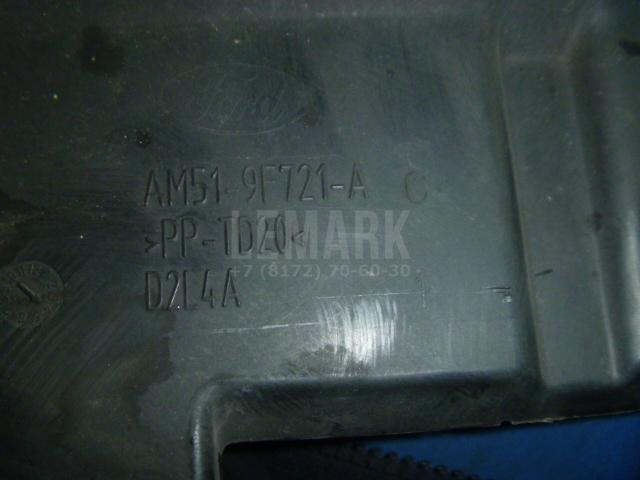 Ford
AM51-9F721-A C
>PP-TD20<
D2L4A
LEMARK
+7 (8172) 70-60-30